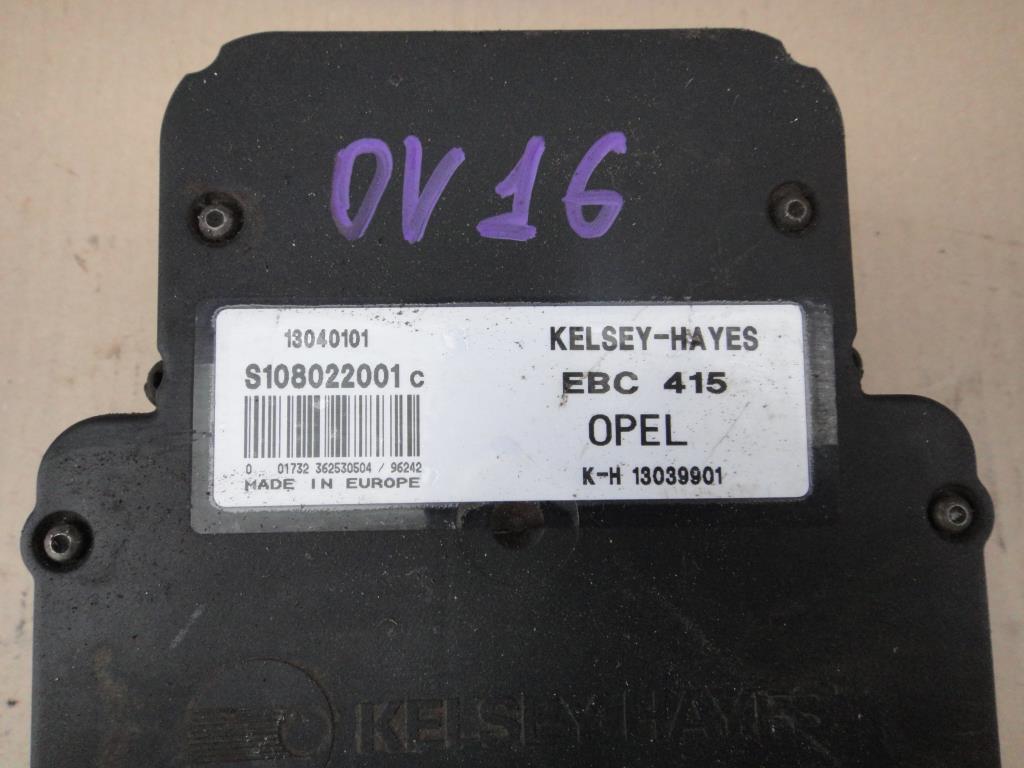 OV16
13040101
S108022001 C
0 01732 362530504 / 96242
MADE IN EUROPE
KELSEY-HAYES
EBC 415
OPEL
K-H 13039901
KELSEY-HAYES